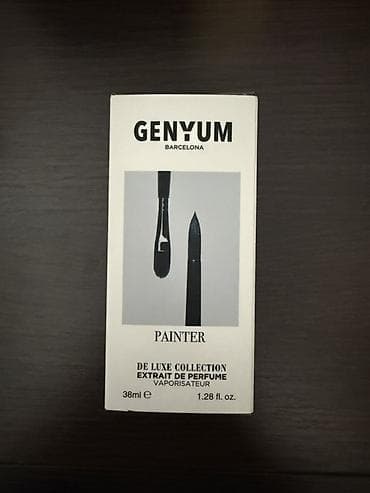 GENYUM
BARCELONA
PAINTER
DE LUXE COLLECTION
EXTRAIT DE PERFUME
VAPORISATEUR
38ml ℮ 1.28 fl. oz.